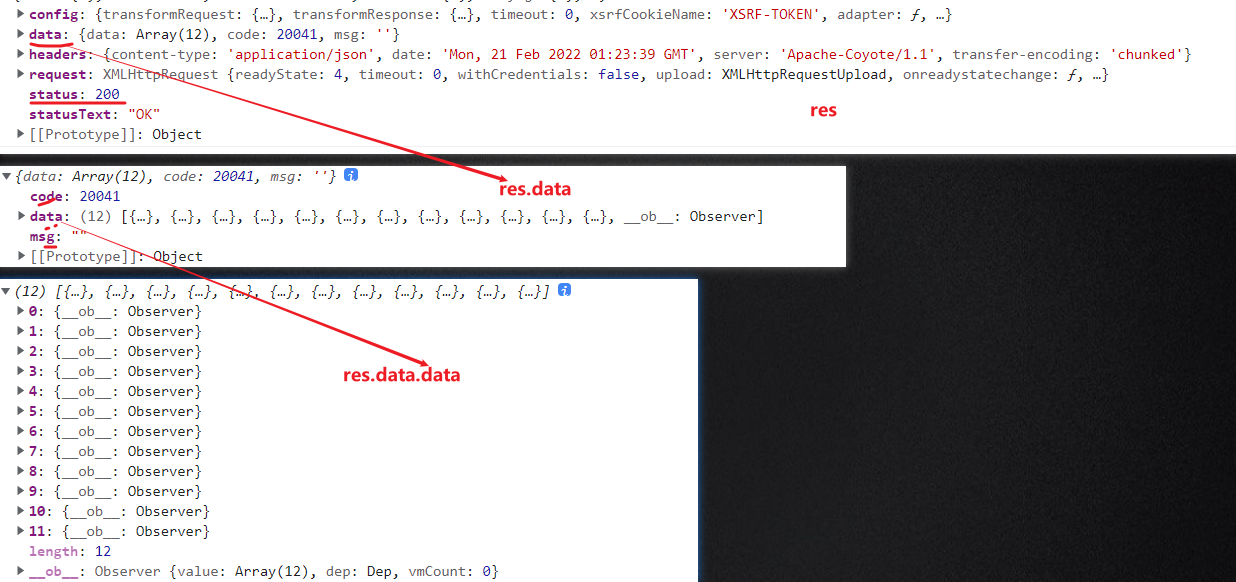 config: {transformRequest: {…}, transformResponse: {…}, timeout: 0, xsrfCookieName: 'XSRF-TOKEN', adapter: ƒ, …}
data: {data: Array(12), code: 20041, msg: ''}
headers: {content-type: 'application/json', date: 'Mon, 21 Feb 2022 01:23:39 GMT', server: 'Apache-Coyote/1.1', transfer-encoding: 'chunked'}
request: XMLHttpRequest {readyState: 4, timeout: 0, withCredentials: false, upload: XMLHttpRequestUpload, onreadystatechange: ƒ, …}
status: 200
res
statusText: "OK"
[[Prototype]]: Object
{data: Array(12), code: 20041, msg: ''}
res.data
code: 20041
data: (12) [{…}, {…}, {…}, {…}, {…}, {…}, {…}, {…}, {…}, {…}, {…}, {…}, __ob__: Observer]
msg: ""
[[Prototype]]: Object
(12) [{…}, {…}, {…}, {…}, {…}, {…}, {…}, {…}, {…}, {…}, {…}, {…}]
0: {__ob__: Observer}
1: {__ob__: Observer}
2: {__ob__: Observer}
3: {__ob__: Observer}
res.data.data
4: {__ob__: Observer}
5: {__ob__: Observer}
6: {__ob__: Observer}
7: {__ob__: Observer}
8: {__ob__: Observer}
9: {__ob__: Observer}
10: {__ob__: Observer}
11: {__ob__: Observer}
length: 12
__ob__: Observer {value: Array(12), dep: Dep, vmCount: 0}